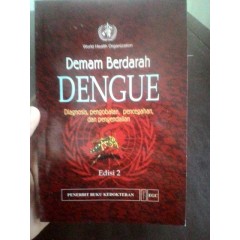 World Health Organization
Demam Berdarah
DENGUE
Diagnosis, pengobatan, pencegahan,
dan pengendalian
Edisi 2
PENERBIT BUKU KEDOKTERAN EGC